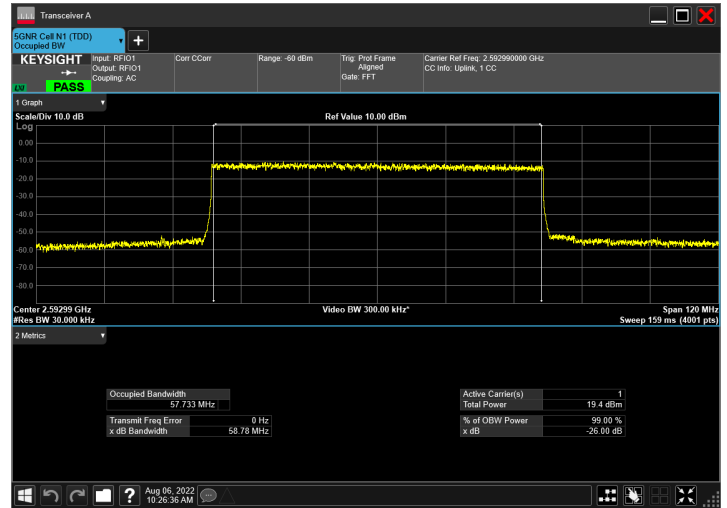 Transceiver A
5GNR Cell N1 (TDD)
Occupied BW
KEYSIGHT
PASS
Input: RFIO1
Output: RFIO1
Coupling: AC
Corr CCorr
Range: -60 dBm
Trig: Prot Frame
Aligned
Gate: FFT
Carrier Ref Freq: 2.592990000 GHz
CC Info: Uplink, 1 CC
1 Graph
Scale/Div 10.0 dB
Ref Value 10.00 dBm
Log
0.00
-10.0
-20.0
-30.0
-40.0
-50.0
-60.0
-70.0
-80.0
Center 2.59299 GHz
Video BW 300.00 kHz*
Span 120 MHz
#Res BW 30.000 kHz
Sweep 159 ms (4001 pts)
2 Metrics
Occupied Bandwidth
57.733 MHz
Transmit Freq Error 0 Hz
x dB Bandwidth 58.78 MHz
Active Carrier(s) 1
Total Power 19.4 dBm
% of OBW Power 99.00 %
x dB -26.00 dB
Aug 06, 2022
10:26:36 AM